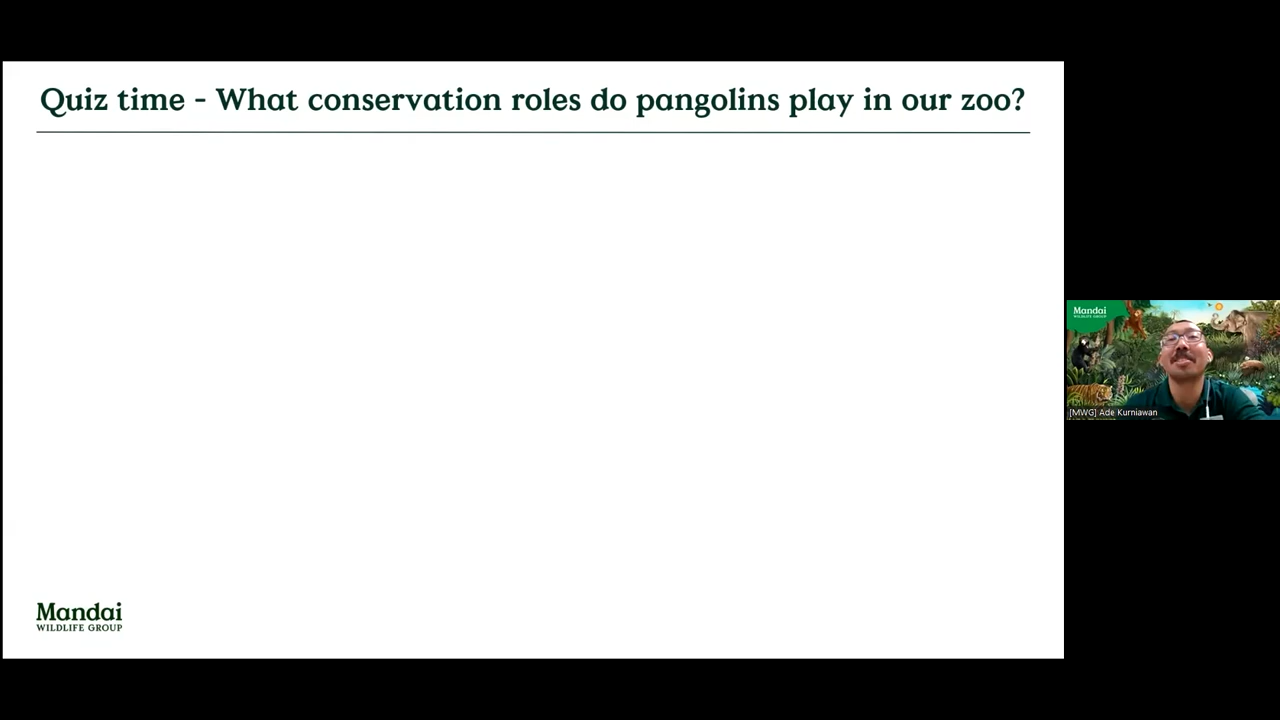 Quiz time - What conservation roles do pangolins play in our zoo?
Mandai
WILDLIFE GROUP
[MWG] Ade Kurniawan
Mandai
WILDLIFE GROUP